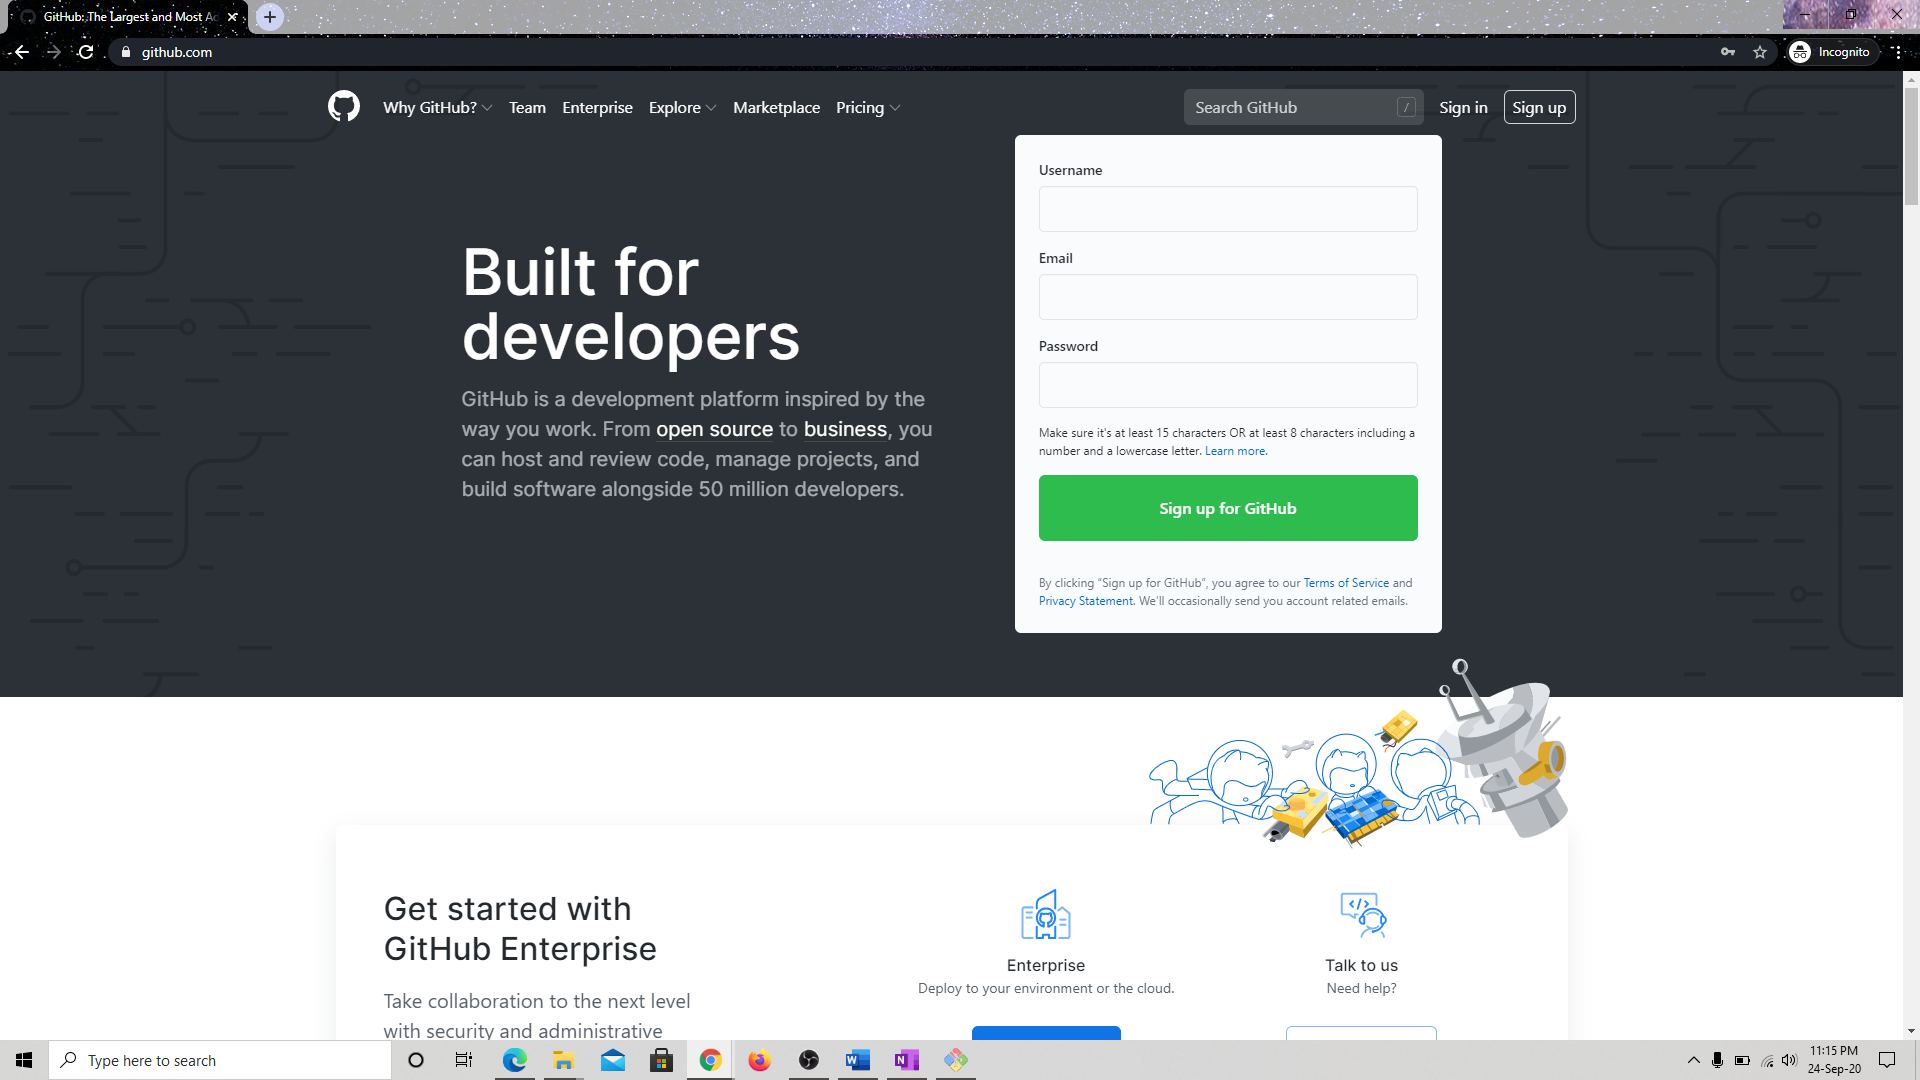 GitHub: The Largest and Most Ad
github.com
Incognito
Why GitHub? Team Enterprise Explore Marketplace Pricing
Search GitHub /
Sign in Sign up
Built for
developers
GitHub is a development platform inspired by the
way you work. From open source to business, you
can host and review code, manage projects, and
build software alongside 50 million developers.
Username
Email
Password
Make sure it's at least 15 characters OR at least 8 characters including a
number and a lowercase letter. Learn more.
Sign up for GitHub
By clicking “Sign up for GitHub”, you agree to our Terms of Service and
Privacy Statement. We’ll occasionally send you account related emails.
Get started with
GitHub Enterprise
Take collaboration to the next level
with security and administrative
Enterprise
Deploy to your environment or the cloud.
Talk to us
Need help?
Type here to search
11:15 PM
24-Sep-20